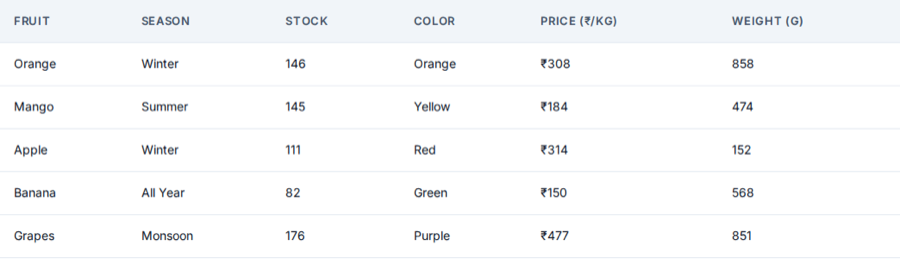 FRUIT SEASON STOCK COLOR PRICE (₹/KG) WEIGHT (G)
Orange Winter 146 Orange ₹308 858
Mango Summer 145 Yellow ₹184 474
Apple Winter 111 Red ₹314 152
Banana All Year 82 Green ₹150 568
Grapes Monsoon 176 Purple ₹477 851